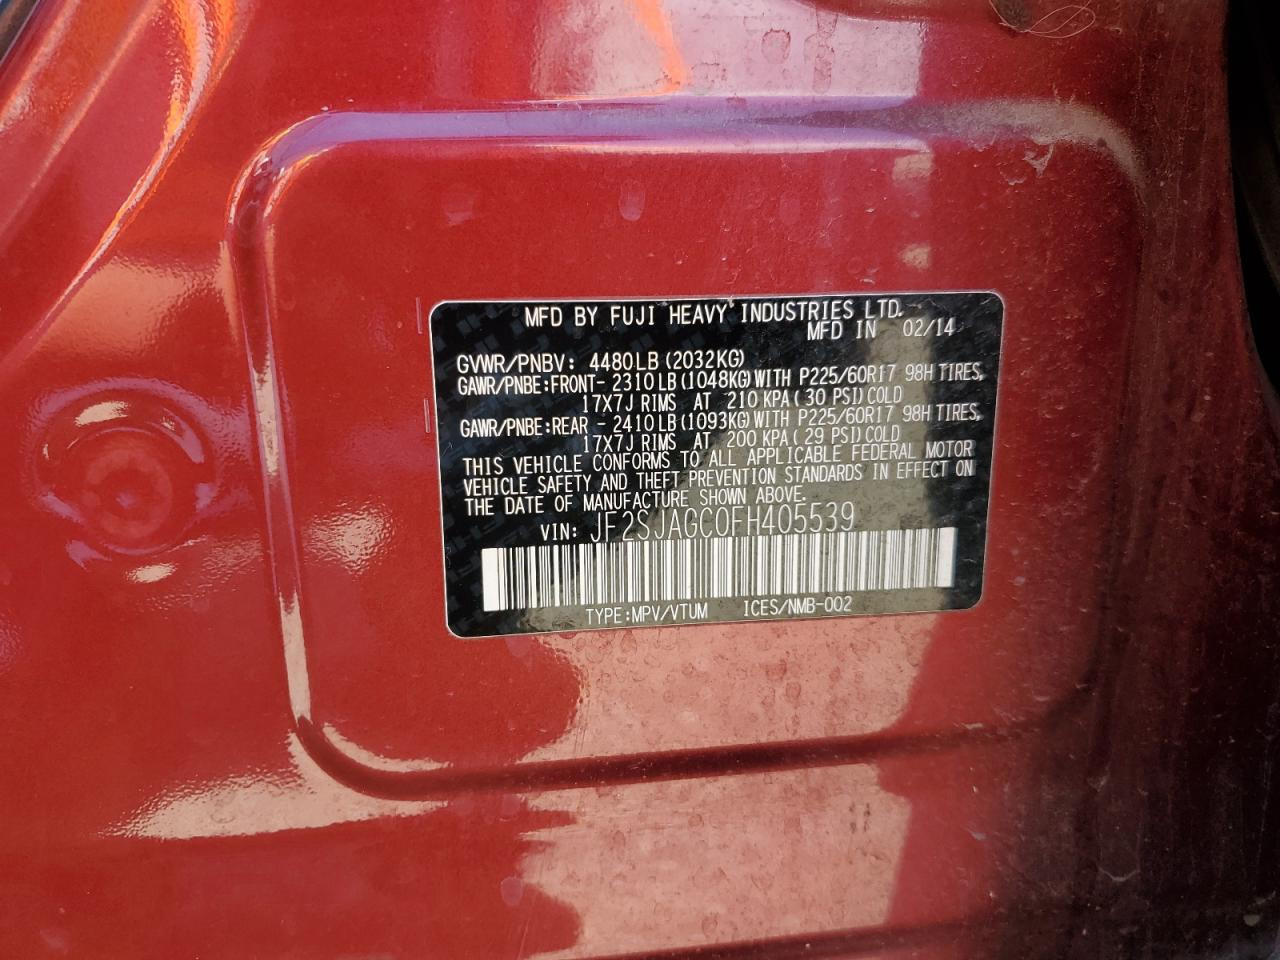 MFD BY FUJI HEAVY INDUSTRIES LTD.
MFD IN 02/14
GVWR/PNBV: 4480LB (2032KG)
GAWR/PNBE:FRONT- 2310LB (1048KG) WITH P225/60R17 98H TIRES,
17X7J RIMS AT 210 KPA (30 PSI) COLD
GAWR/PNBE:REAR - 2410LB (1093KG) WITH P225/60R17 98H TIRES,
17X7J RIMS AT 200 KPA (29 PSI) COLD
THIS VEHICLE CONFORMS TO ALL APPLICABLE FEDERAL MOTOR
VEHICLE SAFETY AND THEFT PREVENTION STANDARDS IN EFFECT ON
THE DATE OF MANUFACTURE SHOWN ABOVE.
VIN: JF2SJAGC0FH405539
TYPE:MPV/VTUM ICES/NMB-002